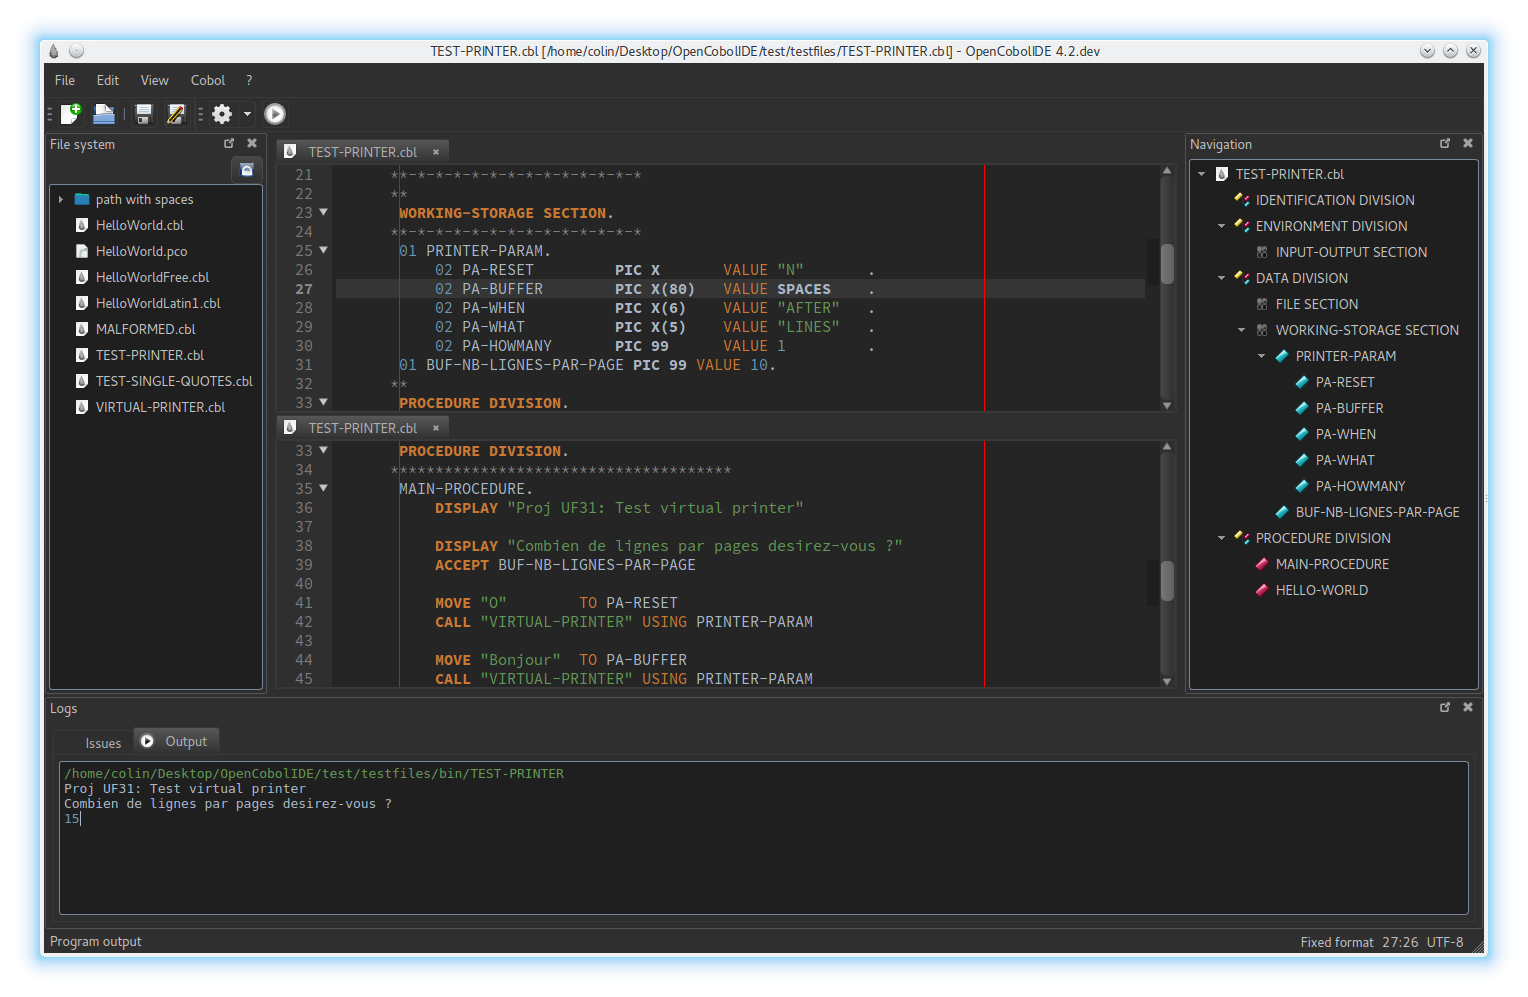 TEST-PRINTER.cbl [/home/colin/Desktop/OpenCobolIDE/test/testfiles/TEST-PRINTER.cbl] - OpenCobolIDE 4.2.dev
File Edit View Cobol ?
File system
path with spaces
HelloWorld.cbl
HelloWorld.pco
HelloWorldFree.cbl
HelloWorldLatin1.cbl
MALFORMED.cbl
TEST-PRINTER.cbl
TEST-SINGLE-QUOTES.cbl
VIRTUAL-PRINTER.cbl
TEST-PRINTER.cbl
21 **-*-*-*-*-*-*-*-*-*-*-*-*-*
22 **
23 WORKING-STORAGE SECTION.
24 **-*-*-*-*-*-*-*-*-*-*-*-*-*
25 01 PRINTER-PARAM.
26 02 PA-RESET PIC X VALUE "N" .
27 02 PA-BUFFER PIC X(80) VALUE SPACES .
28 02 PA-WHEN PIC X(6) VALUE "AFTER" .
29 02 PA-WHAT PIC X(5) VALUE "LINES" .
30 02 PA-HOWMANY PIC 99 VALUE 1 .
31 01 BUF-NB-LIGNES-PAR-PAGE PIC 99 VALUE 10.
32 **
33 PROCEDURE DIVISION.
TEST-PRINTER.cbl
33 PROCEDURE DIVISION.
34 **************************************
35 MAIN-PROCEDURE.
36 DISPLAY "Proj UF31: Test virtual printer"
37
38 DISPLAY "Combien de lignes par pages desirez-vous ?"
39 ACCEPT BUF-NB-LIGNES-PAR-PAGE
40
41 MOVE "O" TO PA-RESET
42 CALL "VIRTUAL-PRINTER" USING PRINTER-PARAM
43
44 MOVE "Bonjour" TO PA-BUFFER
45 CALL "VIRTUAL-PRINTER" USING PRINTER-PARAM
Navigation
TEST-PRINTER.cbl
IDENTIFICATION DIVISION
ENVIRONMENT DIVISION
INPUT-OUTPUT SECTION
DATA DIVISION
FILE SECTION
WORKING-STORAGE SECTION
PRINTER-PARAM
PA-RESET
PA-BUFFER
PA-WHEN
PA-WHAT
PA-HOWMANY
BUF-NB-LIGNES-PAR-PAGE
PROCEDURE DIVISION
MAIN-PROCEDURE
HELLO-WORLD
Logs
Issues Output
/home/colin/Desktop/OpenCobolIDE/test/testfiles/bin/TEST-PRINTER
Proj UF31: Test virtual printer
Combien de lignes par pages desirez-vous ?
15
Program output
Fixed format 27:26 UTF-8